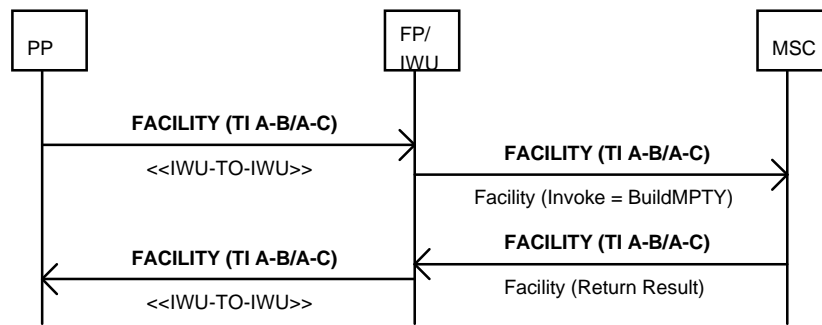 PP
FP/
IWU
MSC
FACILITY (TI A-B/A-C)
<<IWU-TO-IWU>>
FACILITY (TI A-B/A-C)
Facility (Invoke = BuildMPTY)
FACILITY (TI A-B/A-C)
Facility (Return Result)
FACILITY (TI A-B/A-C)
<<IWU-TO-IWU>>